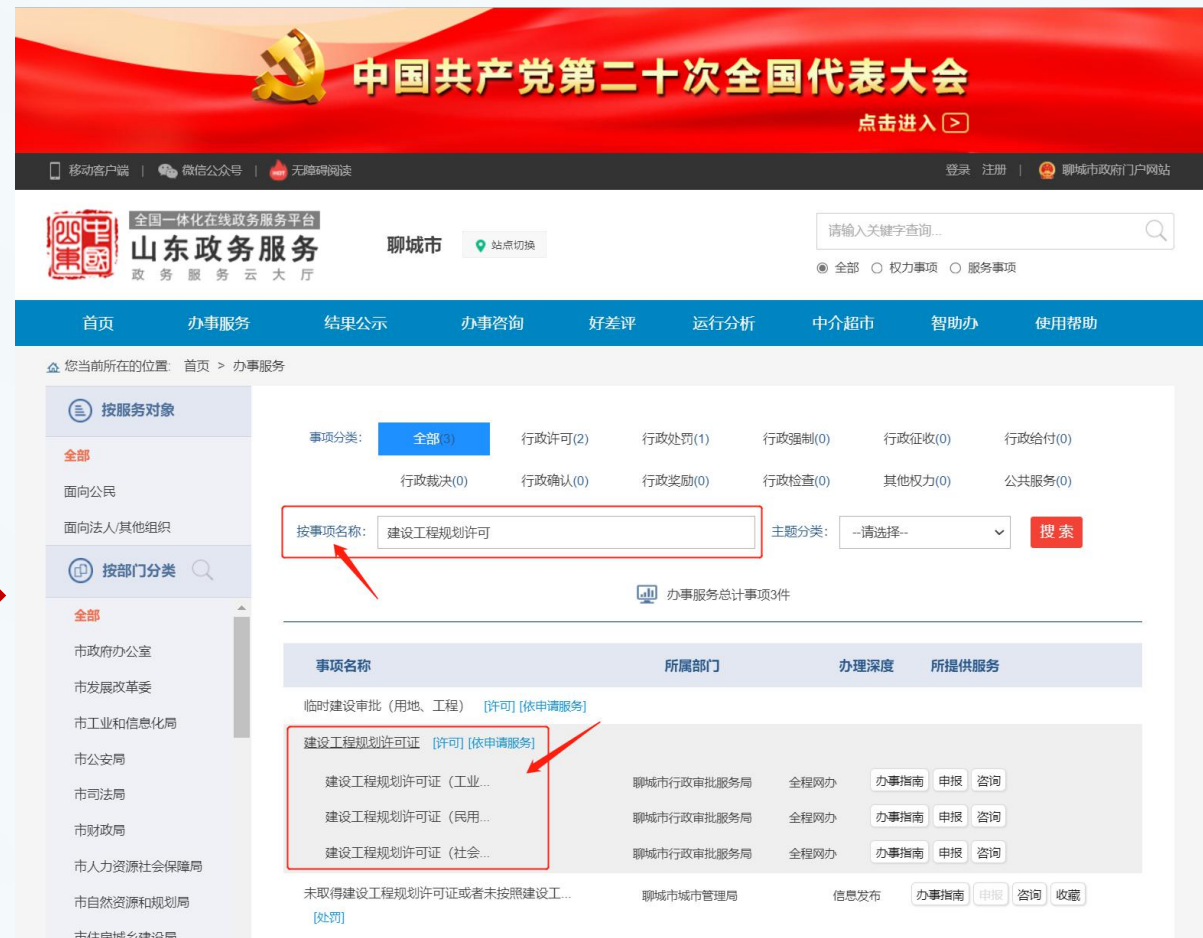 中国共产党第二十次全国代表大会
点击进入
移动客户端 | 微信公众号 | HOT 无障碍阅读 登录 注册 | 聊城市政府门户网站
全国一体化在线政务服务平台
山东政务服务
政务服务云大厅
聊城市 站点切换
请输入关键字查询...
全部 权力事项 服务事项
首页 办事服务 结果公示 办事咨询 好差评 运行分析 中介超市 智助办 使用帮助
您当前所在的位置: 首页 > 办事服务
按服务对象
全部
面向公民
面向法人/其他组织
按部门分类
全部
市政府办公室
市发展改革委
市工业和信息化局
市公安局
市司法局
市财政局
市人力资源社会保障局
市自然资源和规划局
市住房城乡建设局
事项分类: 全部(3) 行政许可(2) 行政处罚(1) 行政强制(0) 行政征收(0) 行政给付(0)
行政裁决(0) 行政确认(0) 行政奖励(0) 行政检查(0) 其他权力(0) 公共服务(0)
按事项名称: 建设工程规划许可 主题分类: --请选择-- 搜索
办事服务总计事项3件
事项名称 所属部门 办理深度 所提供服务
临时建设审批（用地、工程） [许可] [依申请服务]
建设工程规划许可证 [许可] [依申请服务]
建设工程规划许可证（工业... 聊城市行政审批服务局 全程网办 办事指南 申报 咨询
建设工程规划许可证（民用... 聊城市行政审批服务局 全程网办 办事指南 申报 咨询
建设工程规划许可证（社会... 聊城市行政审批服务局 全程网办 办事指南 申报 咨询
未取得建设工程规划许可证或者未按照建设工... 聊城市城市管理局 信息发布 办事指南 申报 咨询 收藏
[处罚]